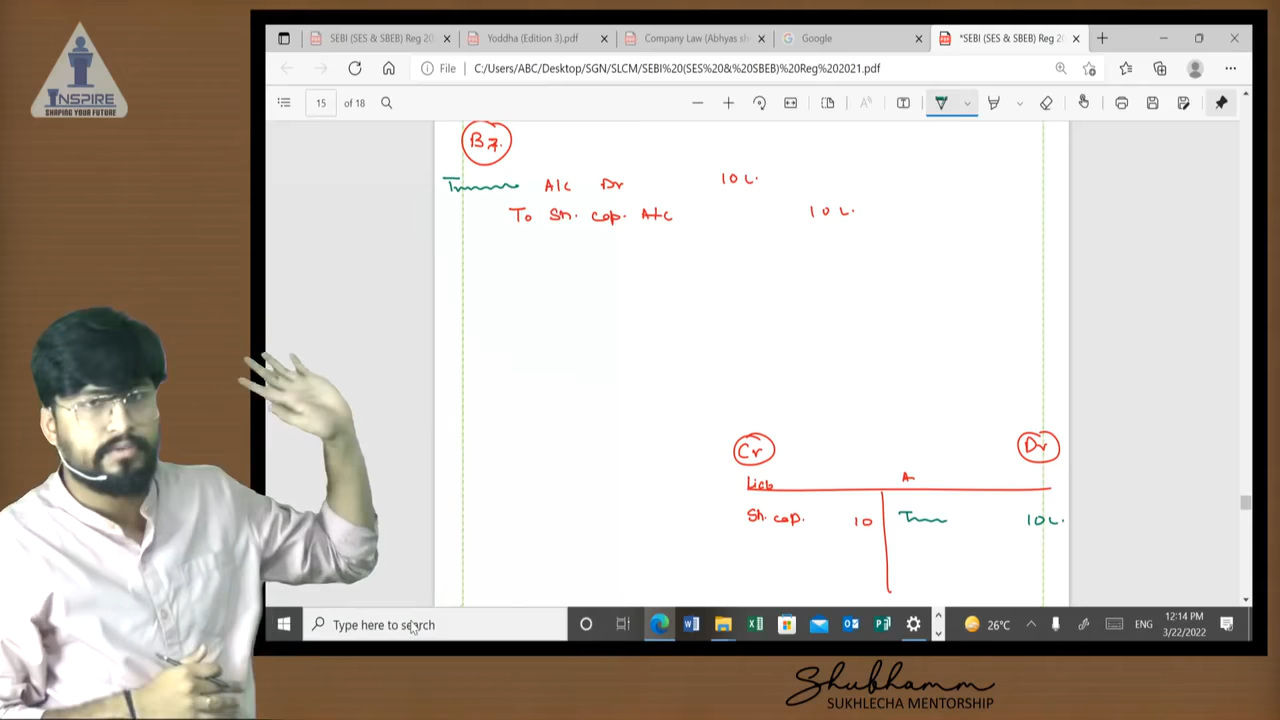 INSPIRE
SHAPING YOUR FUTURE
SEBI (SES & SBEB) Reg 20
Yoddha (Edition 3).pdf
Company Law (Abhyas sh
Google
*SEBI (SES & SBEB) Reg 20
File
C:/Users/ABC/Desktop/SGN/SLCM/SEBI%20(SES%20&%20SBEB)%20Reg%202021.pdf
15 of 18
B7.
A/c Dr 10 L.
To Sh. cap. A/c 10 L.
Cr Dr
Liab A
Sh. cap. 10 10 L.
Type here to search
26°C
ENG
12:14 PM
3/22/2022
Shubhamm
SUKHLECHA MENTORSHIP